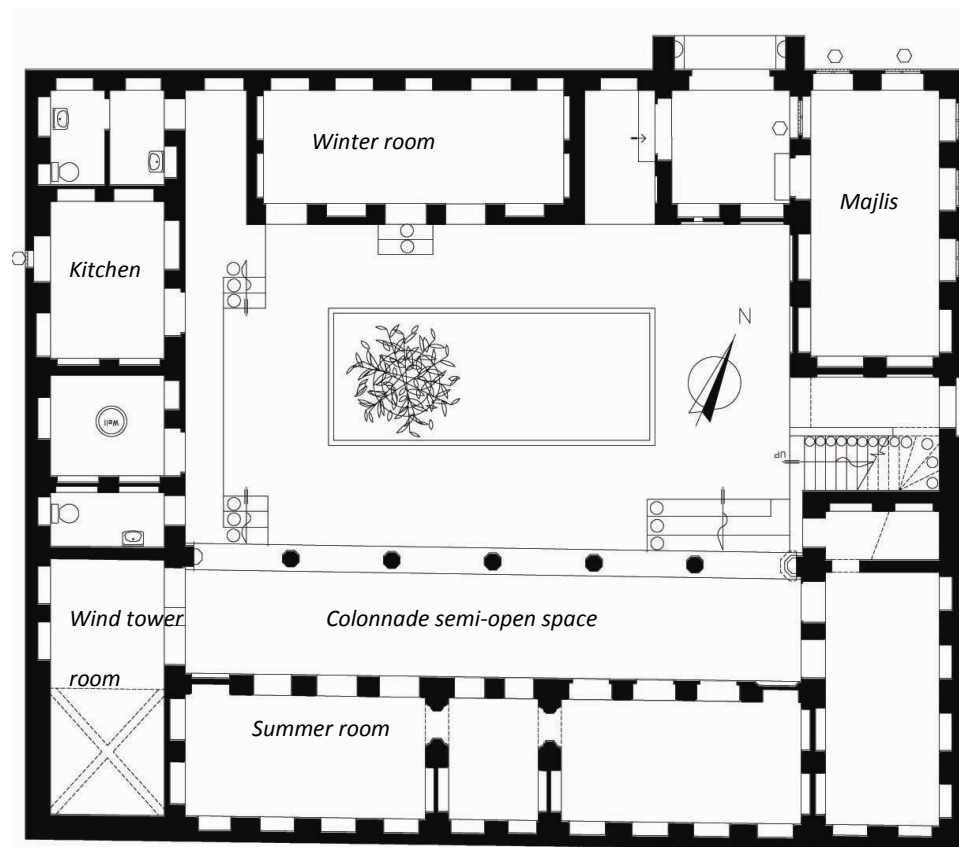 Winter room
Majlis
Kitchen
N
Well
UP
Wind tower
room
Colonnade semi-open space
Summer room